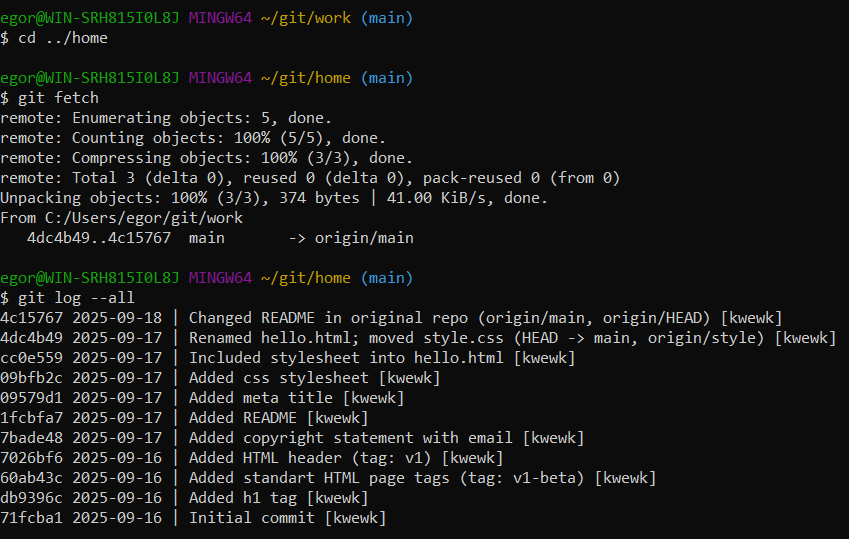 egor@WIN-SRH815I0L8J MINGW64 ~/git/work (main)
$ cd ../home
egor@WIN-SRH815I0L8J MINGW64 ~/git/home (main)
$ git fetch
remote: Enumerating objects: 5, done.
remote: Counting objects: 100% (5/5), done.
remote: Compressing objects: 100% (3/3), done.
remote: Total 3 (delta 0), reused 0 (delta 0), pack-reused 0 (from 0)
Unpacking objects: 100% (3/3), 374 bytes | 41.00 KiB/s, done.
From C:/Users/egor/git/work
   4dc4b49..4c15767  main       -> origin/main
egor@WIN-SRH815I0L8J MINGW64 ~/git/home (main)
$ git log --all
4c15767 2025-09-18 | Changed README in original repo (origin/main, origin/HEAD) [kwewk]
4dc4b49 2025-09-17 | Renamed hello.html; moved style.css (HEAD -> main, origin/style) [kwewk]
cc0e559 2025-09-17 | Included stylesheet into hello.html [kwewk]
09bfb2c 2025-09-17 | Added css stylesheet [kwewk]
09579d1 2025-09-17 | Added meta title [kwewk]
1fcbfa7 2025-09-17 | Added README [kwewk]
7bade48 2025-09-17 | Added copyright statement with email [kwewk]
7026bf6 2025-09-16 | Added HTML header (tag: v1) [kwewk]
60ab43c 2025-09-16 | Added standart HTML page tags (tag: v1-beta) [kwewk]
db9396c 2025-09-16 | Added h1 tag [kwewk]
71fcba1 2025-09-16 | Initial commit [kwewk]